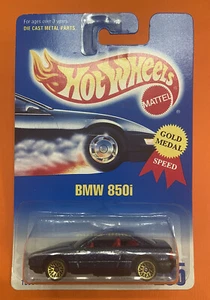 For ages over 3 years
DIE CAST METAL PARTS
Hot Wheels
MATTEL
GOLD
MEDAL
SPEED
BMW 850i